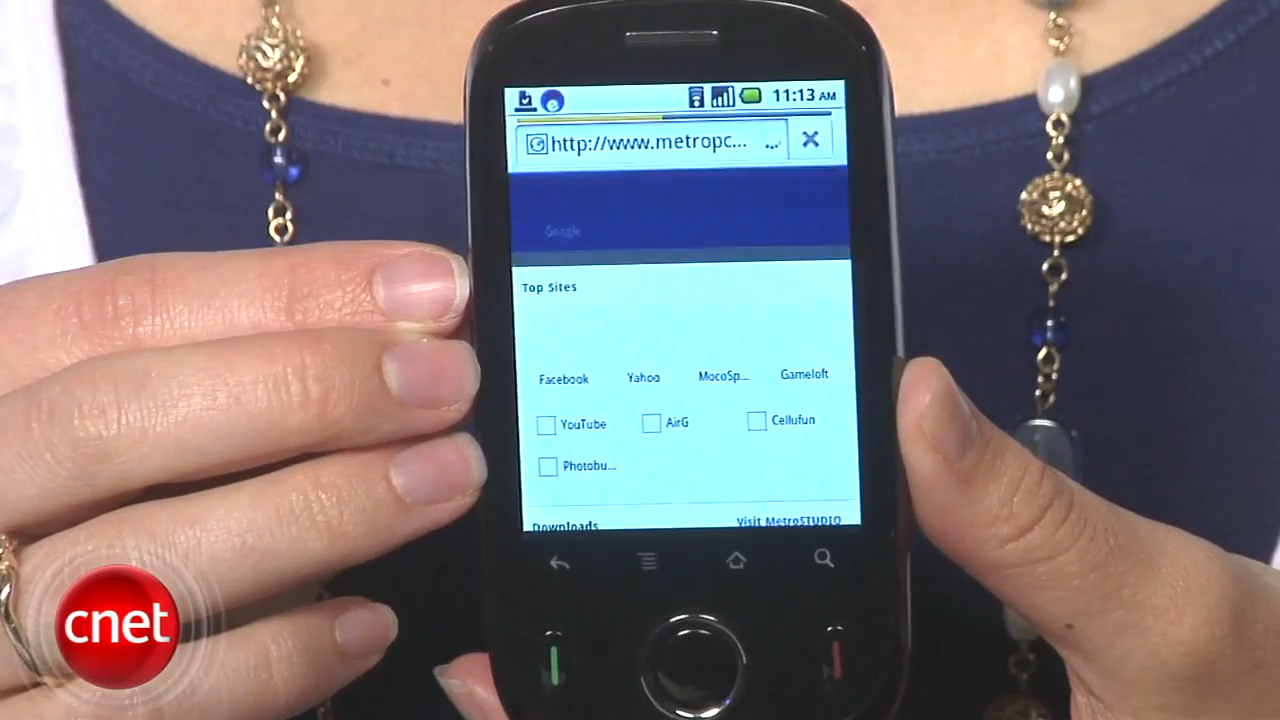 11:13 AM
http://www.metropc...
Google
Top Sites
Facebook Yahoo MocoSp... Gameloft
YouTube AirG Cellufun
Photobu...
Downloads Visit MetroSTUDIO
cnet